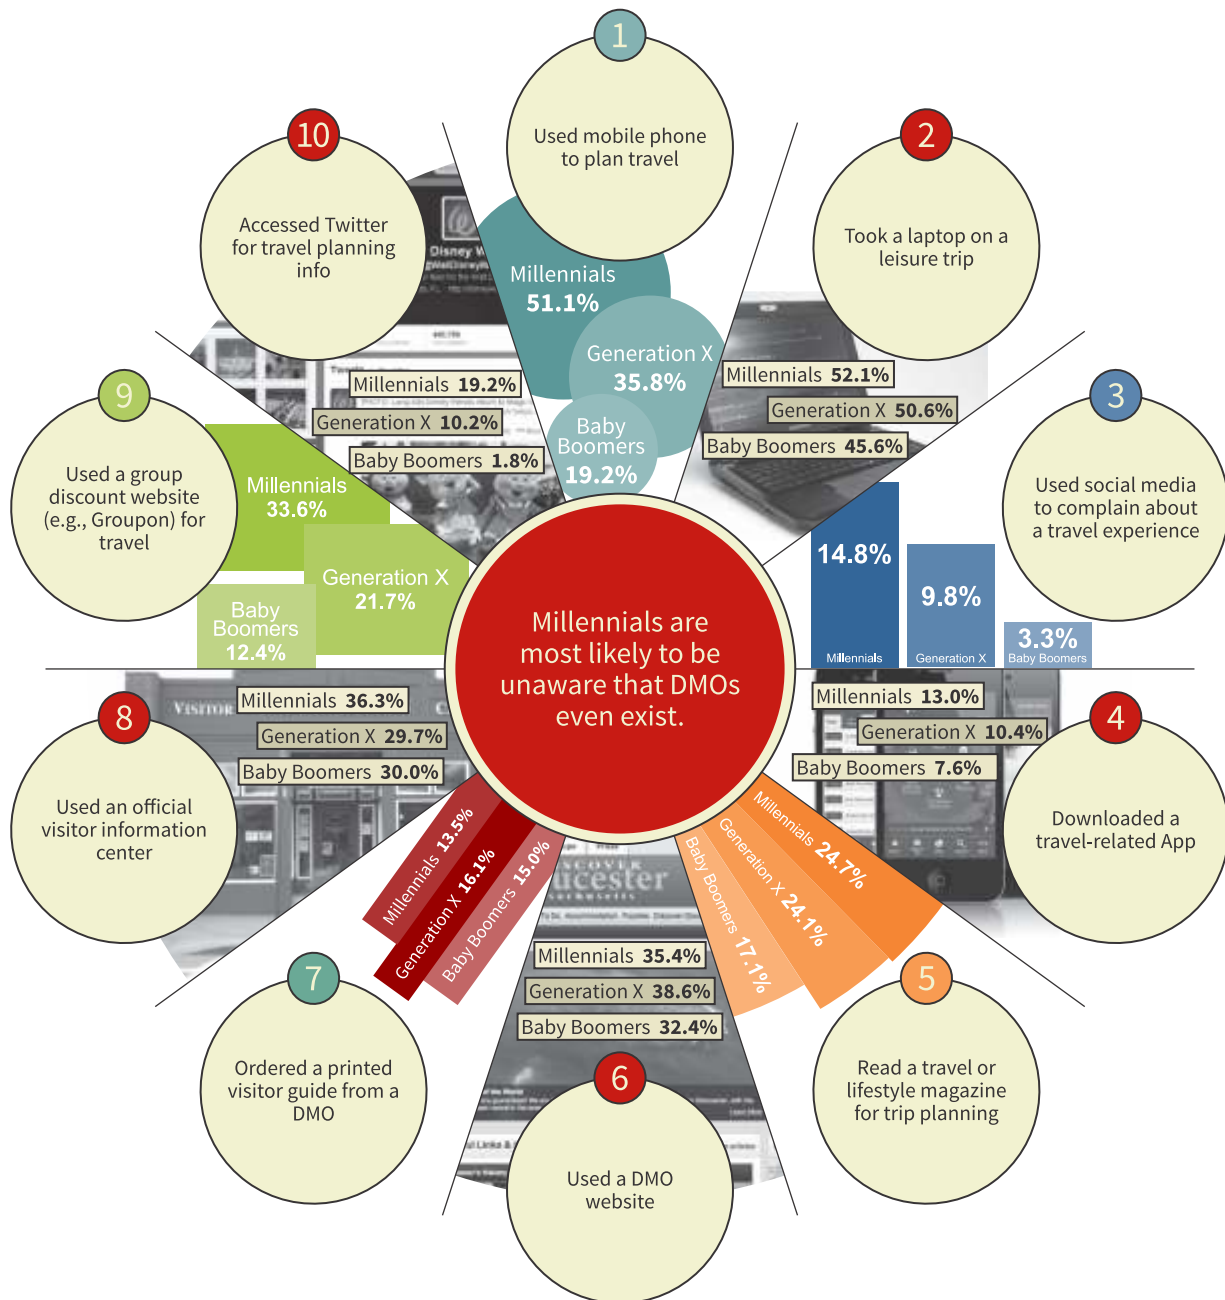 1
Used mobile phone
to plan travel
Millennials
51.1%
Generation X
35.8%
Baby
Boomers
19.2%
2
Took a laptop on a
leisure trip
Millennials 52.1%
Generation X 50.6%
Baby Boomers 45.6%
3
Used social media
to complain about
a travel experience
14.8%
Millennials
9.8%
Generation X
3.3%
Baby Boomers
4
Downloaded a
travel-related App
Millennials 13.0%
Generation X 10.4%
Baby Boomers 7.6%
5
Read a travel or
lifestyle magazine
for trip planning
Millennials 24.7%
Generation X 24.1%
Baby Boomers 17.1%
6
Used a DMO
website
Millennials 35.4%
Generation X 38.6%
Baby Boomers 32.4%
7
Ordered a printed
visitor guide from a
DMO
Millennials 13.5%
Generation X 16.1%
Baby Boomers 15.0%
8
Used an official
visitor information
center
VISITOR
Millennials 36.3%
Generation X 29.7%
Baby Boomers 30.0%
9
Used a group
discount website
(e.g., Groupon) for
travel
Millennials
33.6%
Generation X
21.7%
Baby
Boomers
12.4%
10
Accessed Twitter
for travel planning
info
Disney W
Millennials 19.2%
Generation X 10.2%
Baby Boomers 1.8%
Millennials are
most likely to be
unaware that DMOs
even exist.